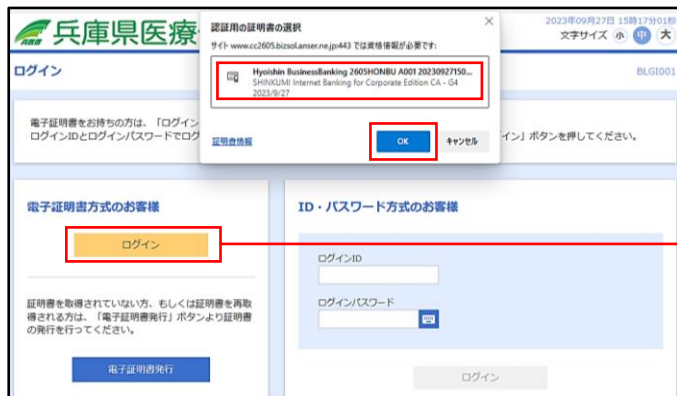 兵庫県医療
2023年09月27日 15時17分01秒
文字サイズ 小 中 大
ログイン
BLGI001
認証用の証明書の選択
サイト www.cc2605.bizsol.anser.ne.jp:443 では資格情報が必要です:
Hyoishin BusinessBanking 2605HONBU A001 20230927150...
SHINKUMI Internet Banking for Corporate Edition CA - G4
2023/9/27
証明書情報
OK
キャンセル
電子証明書をお持ちの方は、「ログイン
ログインIDとログインパスワードでログ
イン」ボタンを押してください。
電子証明書方式のお客様
ログイン
証明書を取得されていない方、もしくは証明書を再取
得される方は、「電子証明書発行」ボタンより証明書
の発行を行ってください。
電子証明書発行
ID・パスワード方式のお客様
ログインID
ログインパスワード
ログイン